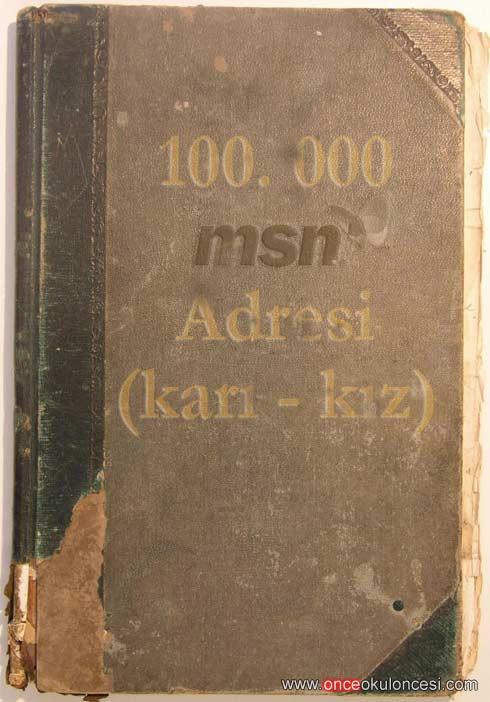 100. 000
msn
Adresi
(karı - kız)
www.onceokuloncesi.com